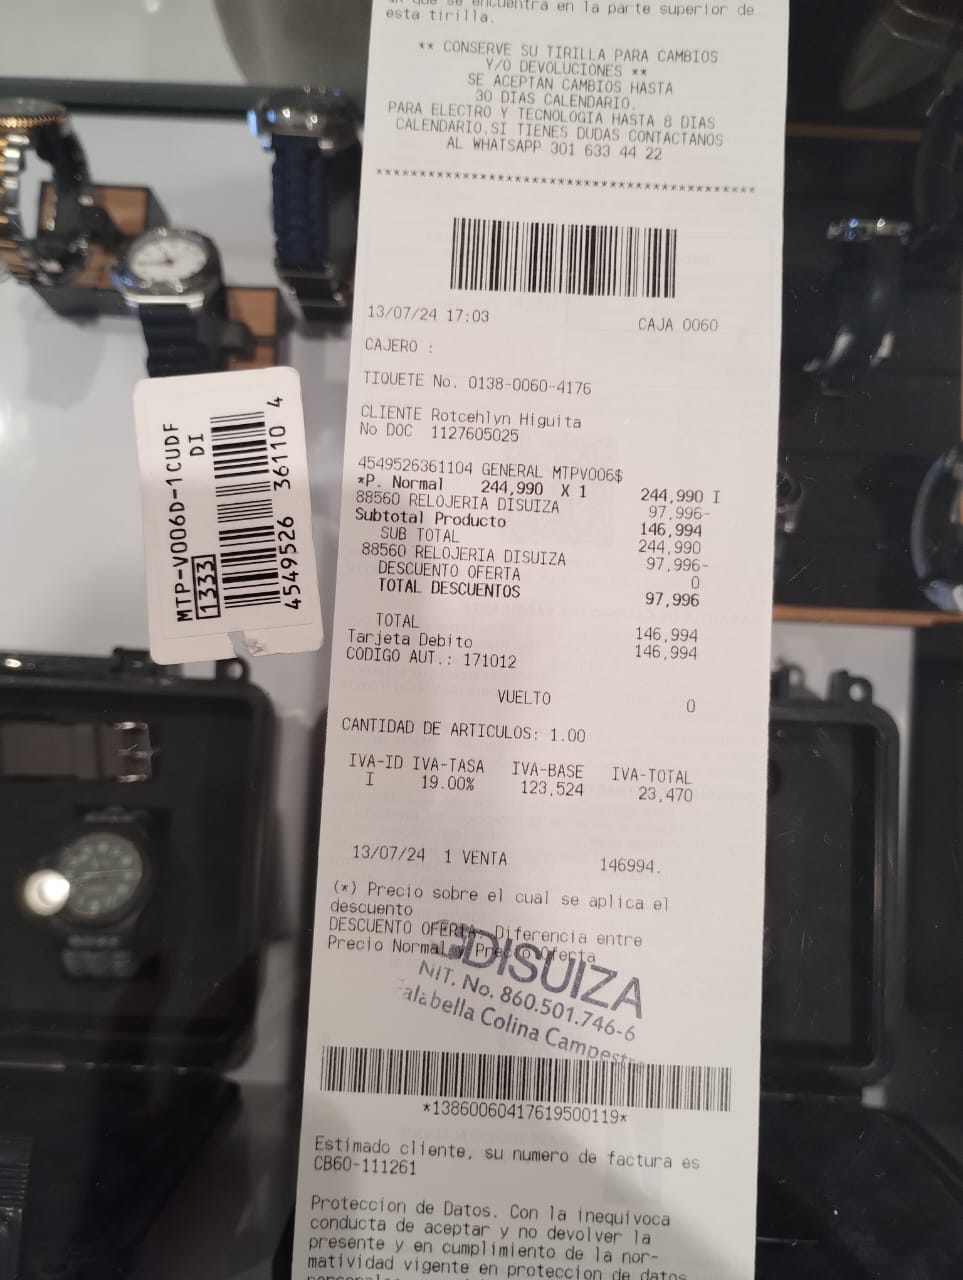 se encuentra en la parte superior de
esta tirilla.
** CONSERVE SU TIRILLA PARA CAMBIOS
Y/O DEVOLUCIONES **
SE ACEPTAN CAMBIOS HASTA
30 DIAS CALENDARIO.
PARA ELECTRO Y TECNOLOGIA HASTA 8 DIAS
CALENDARIO.SI TIENES DUDAS CONTACTANOS
AL WHATSAPP 301 633 44 22
*******************************************
13/07/24 17:03 CAJA 0060
CAJERO :
TIQUETE No. 0138-0060-4176
CLIENTE Rotcehlyn Higuita
No DOC 1127605025
4549526361104 GENERAL MTPV006$
*P. Normal 244,990 X 1 244,990 I
88560 RELOJERIA DISUIZA 97,996-
Subtotal Producto 146,994
SUB TOTAL 244,990
88560 RELOJERIA DISUIZA 97,996-
DESCUENTO OFERTA 0
TOTAL DESCUENTOS 97,996
TOTAL 146,994
Tarjeta Debito 146,994
CODIGO AUT.: 171012
VUELTO 0
CANTIDAD DE ARTICULOS: 1.00
IVA-ID IVA-TASA IVA-BASE IVA-TOTAL
I 19.00% 123,524 23,470
13/07/24 1 VENTA 146994.
(*) Precio sobre el cual se aplica el
descuento
DESCUENTO OFERTA- Diferencia entre
Precio Normal y Precio Oferta
DISUIZA
NIT. No. 860.501.746-6
Falabella Colina Campestre
*13860060417619500119*
Estimado cliente, su numero de factura es
CB60-111261
Proteccion de Datos. Con la inequivoca
conducta de aceptar y no devolver la
presente y en cumplimiento de la nor-
matividad vigente en proteccion de datos
MTP-V006D-1CUDF
DI
1333
4549526 36110 4